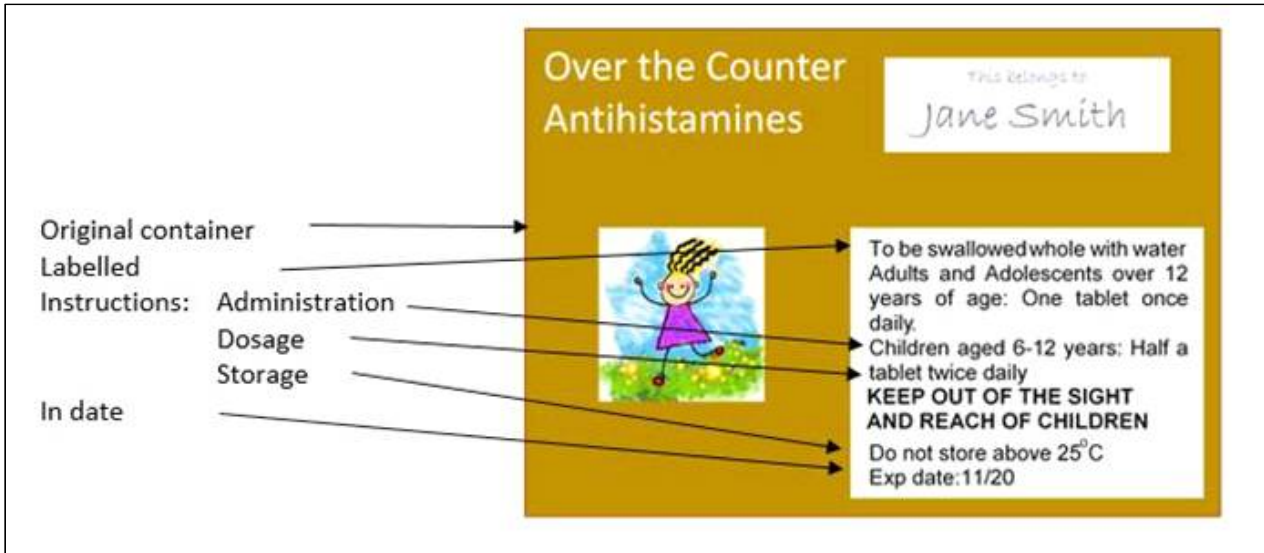 Over the Counter
Antihistamines
This belongs to
Jane Smith
Original container
Labelled
Instructions: Administration
Dosage
Storage
In date
To be swallowed whole with water
Adults and Adolescents over 12
years of age: One tablet once
daily.
Children aged 6-12 years: Half a
tablet twice daily
KEEP OUT OF THE SIGHT
AND REACH OF CHILDREN
Do not store above 25°C
Exp date:11/20